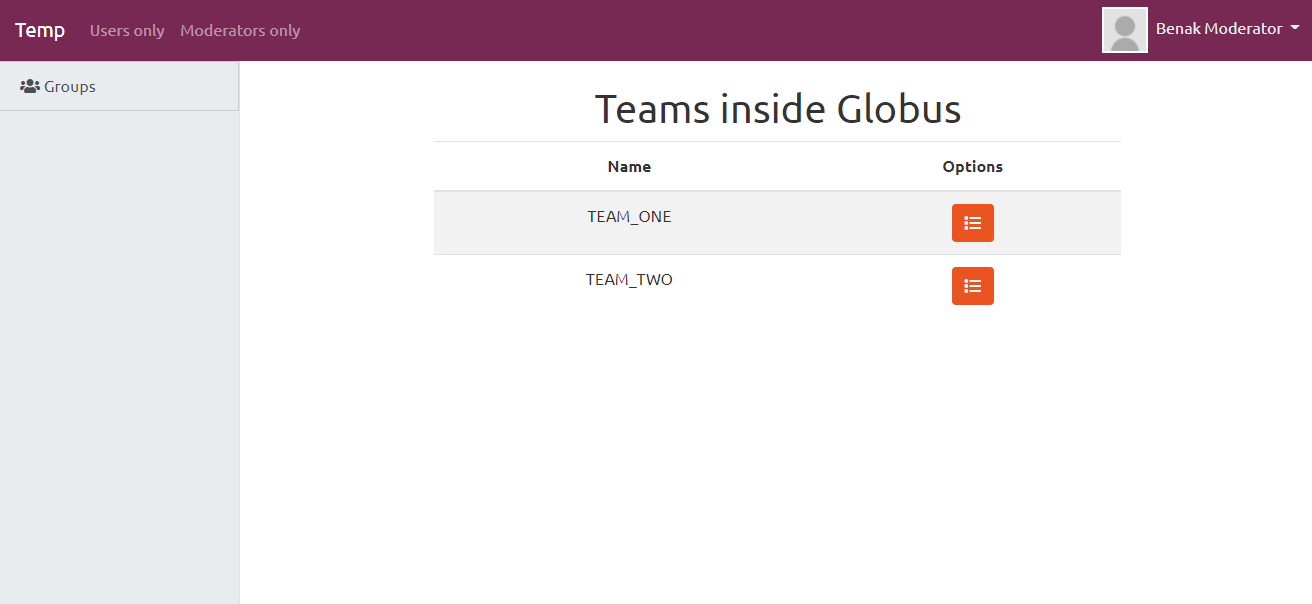 Temp Users only Moderators only Benak Moderator
Groups
Teams inside Globus
Name Options
TEAM_ONE
TEAM_TWO